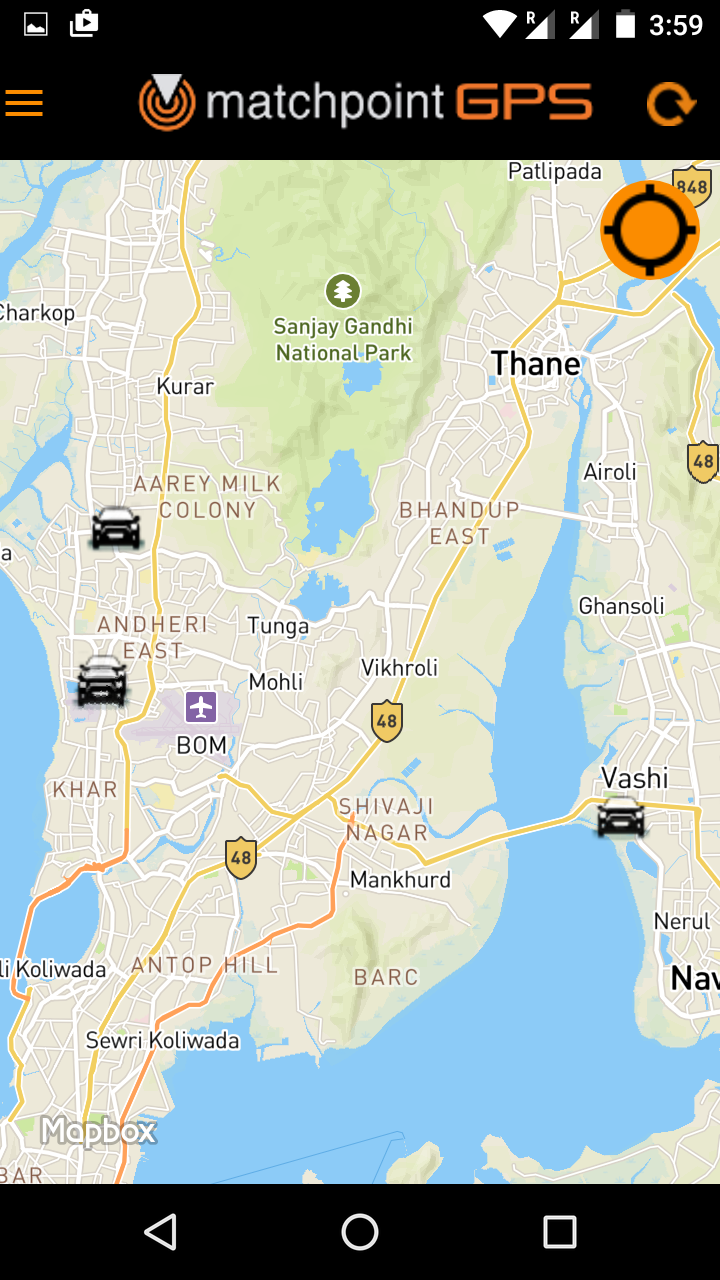 R R 3:59
matchpoint GPS
Patlipada
848
Charkop
Sanjay Gandhi
National Park
Thane
Kurar
48
Airoli
AAREY MILK
COLONY
BHANDUP
EAST
a
Ghansoli
ANDHERI
EAST
Tunga
Vikhroli
Mohli
48
BOM
Vashi
KHAR
SHIVAJI
NAGAR
48
Mankhurd
Nerul
li Koliwada
ANTOP HILL
BARC
Nav
Sewri Koliwada
Mapbox
BAR